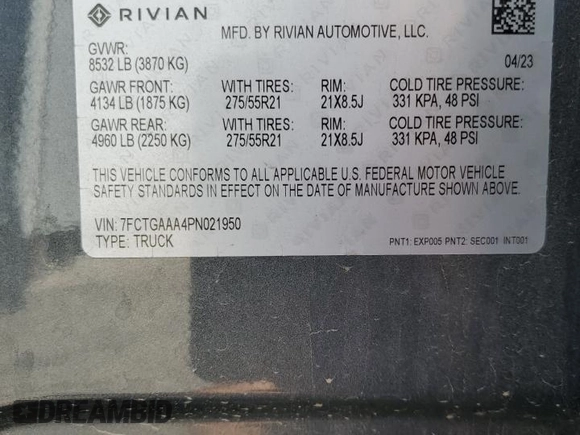 RIVIAN
MFD. BY RIVIAN AUTOMOTIVE, LLC.
GVWR:
8532 LB (3870 KG) 04/23
GAWR FRONT: WITH TIRES: RIM: COLD TIRE PRESSURE:
4134 LB (1875 KG) 275/55R21 21X8.5J 331 KPA, 48 PSI
GAWR REAR: WITH TIRES: RIM: COLD TIRE PRESSURE:
4960 LB (2250 KG) 275/55R21 21X8.5J 331 KPA, 48 PSI
THIS VEHICLE CONFORMS TO ALL APPLICABLE U.S. FEDERAL MOTOR VEHICLE
SAFETY STANDARDS IN EFFECT ON THE DATE OF MANUFACTURE SHOWN ABOVE.
VIN: 7FCTGAAA4PN021950
TYPE: TRUCK PNT1: EXP005 PNT2: SEC001 INT001
DREAMBID